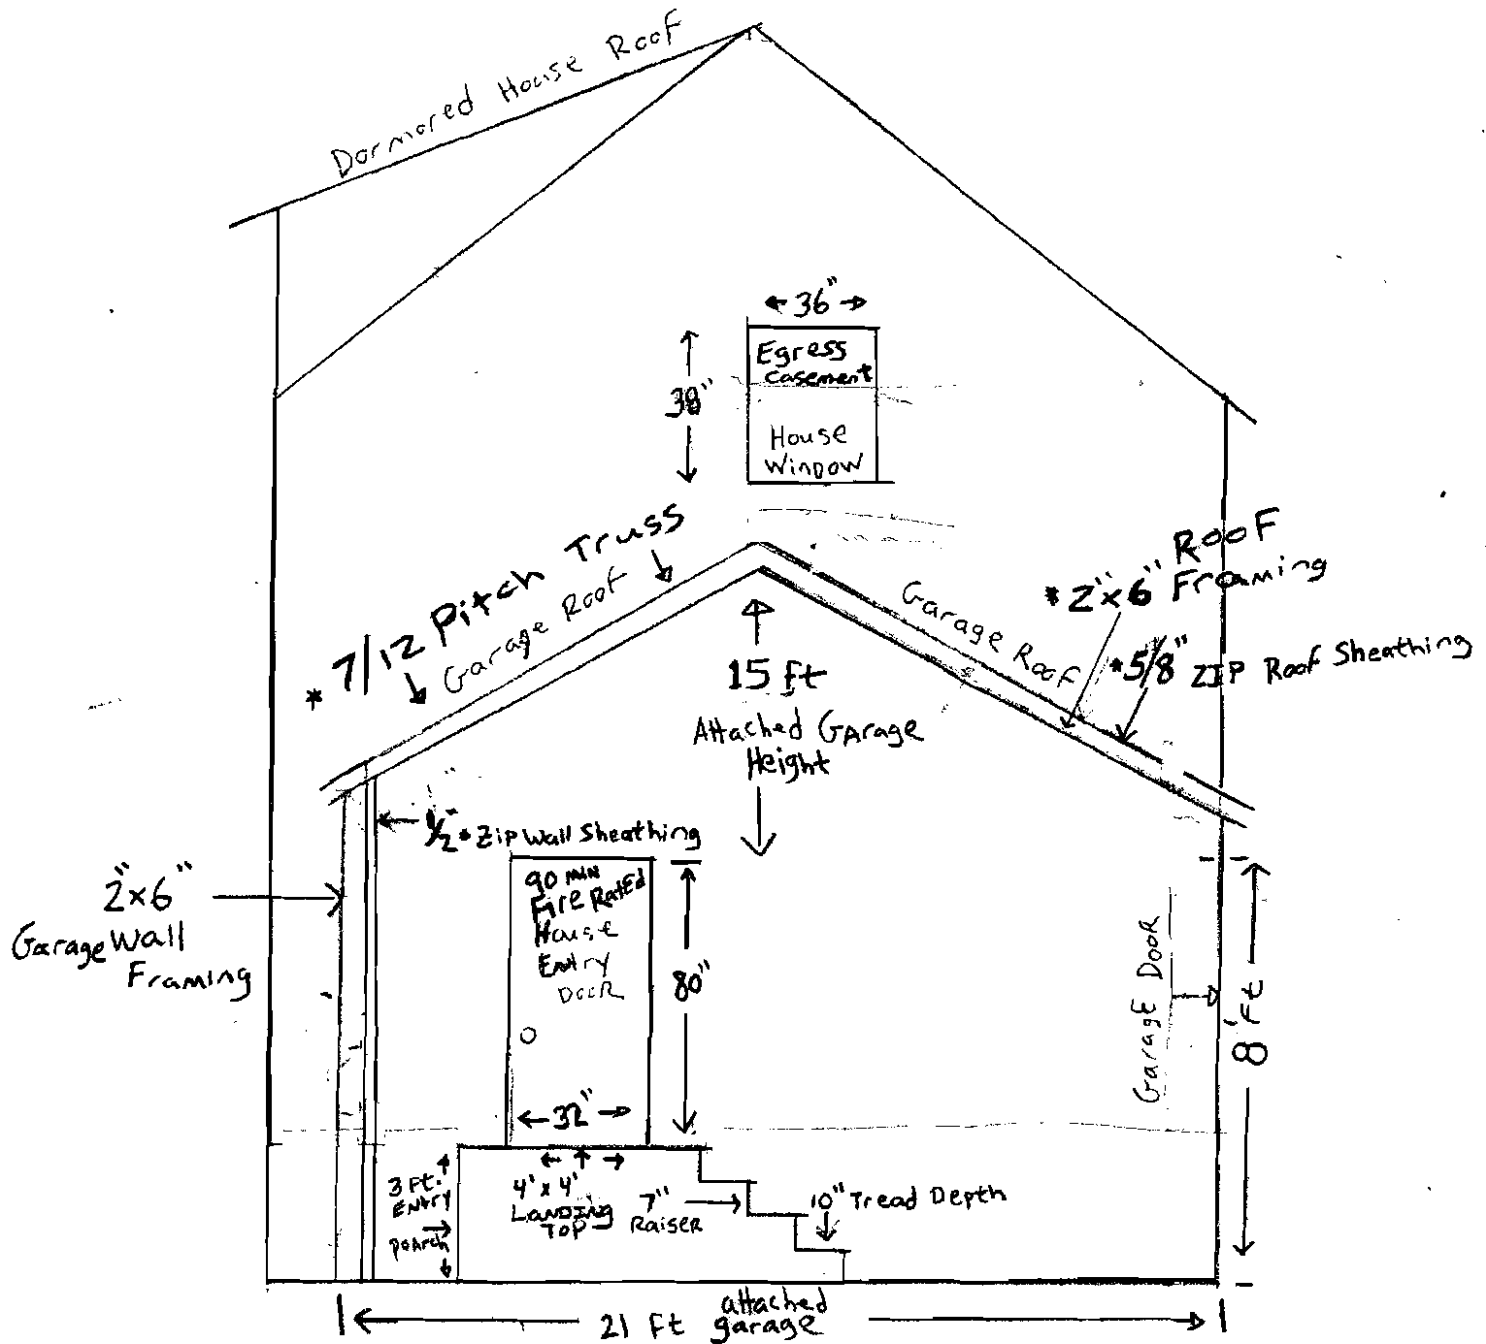 Dormored House Roof
36"
38"
Egress
Casement
House
Window
* 7/12 Pitch Truss
Garage Roof
Garage Roof
* 2"x6" Roof
Framing
*5/8" ZIP Roof Sheathing
15 ft
Attached Garage
Height
1/2" * Zip Wall Sheathing
2"x6"
Garage Wall
Framing
90 min
Fire Rated
House
Entry
Door
80"
32"
Garage Door
8'Ft
3 Ft.
Entry
Poarch
4'x4'
Landing
Top
7"
Raiser
10" Tread Depth
21 Ft attached
garage